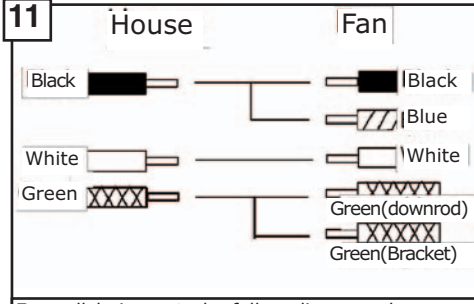 11
House Fan
Black Black
Blue
White White
Green
Green(downrod)
Green(Bracket)